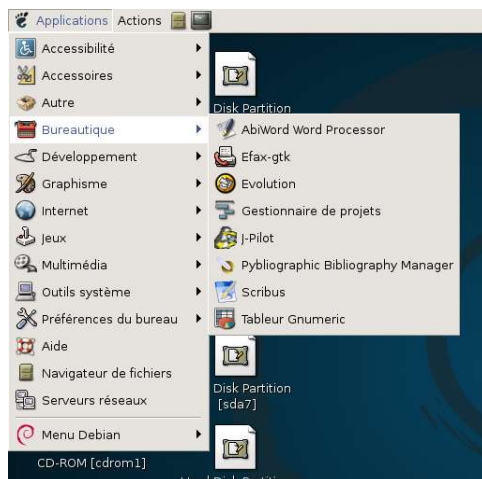 Applications Actions
Accessibilité
Accessoires
Autre
Bureautique
Développement
Graphisme
Internet
Jeux
Multimédia
Outils système
Préférences du bureau
Aide
Navigateur de fichiers
Serveurs réseaux
Menu Debian
CD-ROM [cdrom1]
Disk Partition
AbiWord Word Processor
Efax-gtk
Evolution
Gestionnaire de projets
J-Pilot
Pybliographic Bibliography Manager
Scribus
Tableur Gnumeric
Disk Partition
[sda7]